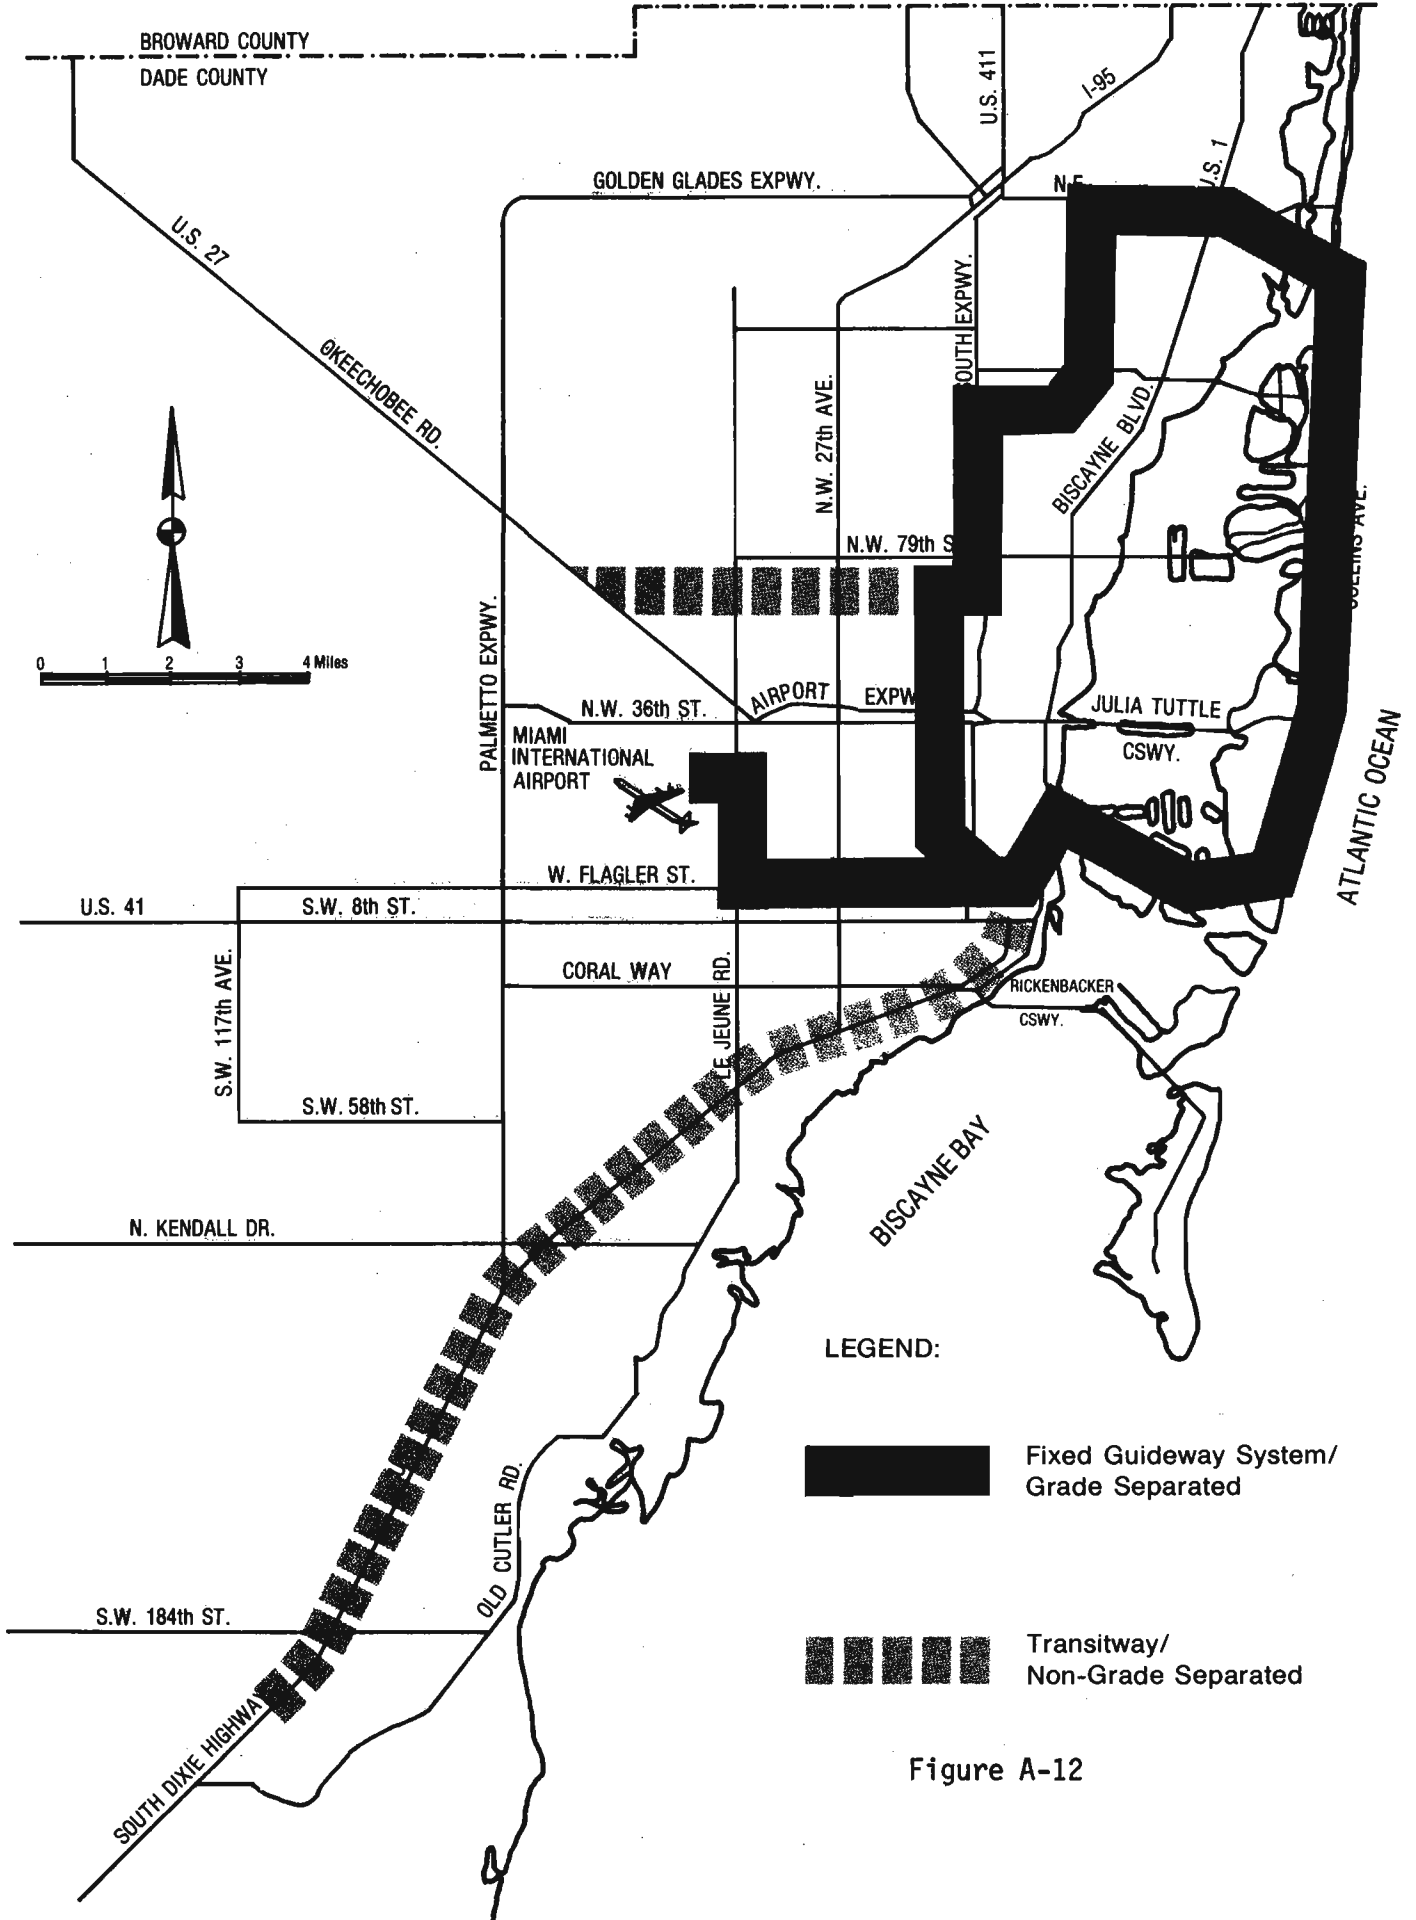 BROWARD COUNTY
DADE COUNTY
U.S. 411
I-95
U.S. 1
GOLDEN GLADES EXPWY.
U.S. 27
OKEECHOBEE RD.
SOUTH EXPWY.
N.W. 27th AVE.
BISCAYNE BLVD.
N.W. 79th S
AVE.
0 1 2 3 4 Miles
PALMETTO EXPWY.
N.W. 36th ST.
AIRPORT EXPW
JULIA TUTTLE
CSWY.
MIAMI
INTERNATIONAL
AIRPORT
ATLANTIC OCEAN
W. FLAGLER ST.
U.S. 41
S.W. 8th ST.
S.W. 117th AVE.
CORAL WAY
LE JEUNE RD.
RICKENBACKER
CSWY.
S.W. 58th ST.
BISCAYNE BAY
N. KENDALL DR.
LEGEND:
Fixed Guideway System/
Grade Separated
OLD CUTLER RD.
S.W. 184th ST.
Transitway/
Non-Grade Separated
SOUTH DIXIE HIGHWAY
Figure A-12